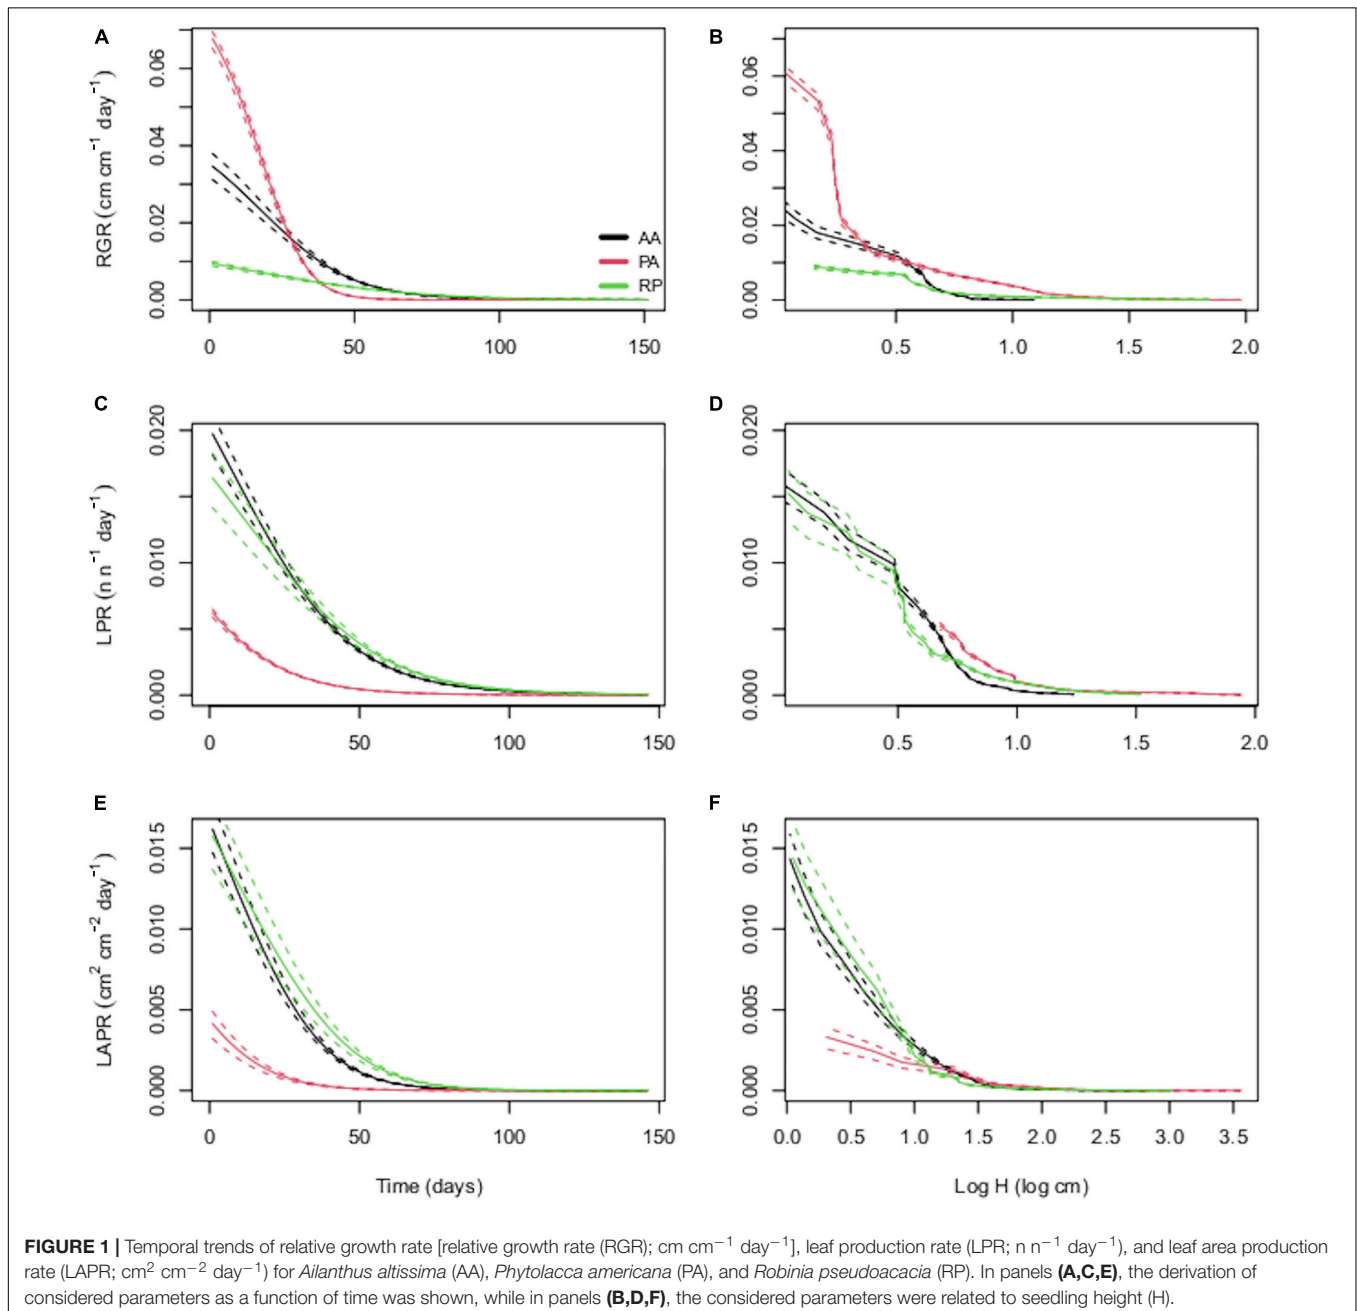 A
RGR (cm cm⁻¹ day⁻¹)
0.06
0.04
0.02
0.00
AA
PA
RP
0 50 100 150
B
0.06
0.04
0.02
0.00
0.5 1.0 1.5 2.0
C
LPR (n n⁻¹ day⁻¹)
0.020
0.010
0.000
0 50 100 150
D
0.020
0.010
0.000
0.5 1.0 1.5 2.0
E
LAPR (cm² cm⁻² day⁻¹)
0.015
0.010
0.005
0.000
0 50 100 150
Time (days)
F
0.015
0.010
0.005
0.000
0.0 0.5 1.0 1.5 2.0 2.5 3.0 3.5
Log H (log cm)
FIGURE 1 | Temporal trends of relative growth rate [relative growth rate (RGR); cm cm⁻¹ day⁻¹], leaf production rate (LPR; n n⁻¹ day⁻¹), and leaf area production
rate (LAPR; cm² cm⁻² day⁻¹) for Ailanthus altissima (AA), Phytolacca americana (PA), and Robinia pseudoacacia (RP). In panels (A,C,E), the derivation of
considered parameters as a function of time was shown, while in panels (B,D,F), the considered parameters were related to seedling height (H).